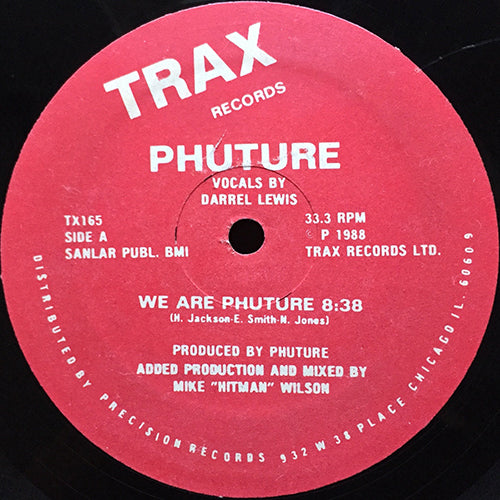 TRAX
RECORDS
PHUTURE
VOCALS BY
DARREL LEWIS
TX165
SIDE A
SANLAR PUBL. BMI
33.3 RPM
℗ P 1988
TRAX RECORDS LTD.
WE ARE PHUTURE 8:38
(H. Jackson-E. Smith-N. Jones)
PRODUCED BY PHUTURE
ADDED PRODUCTION AND MIXED BY
MIKE "HITMAN" WILSON
DISTRIBUTED BY PRECISION RECORDS 932 W 38 PLACE CHICAGO IL. 60609